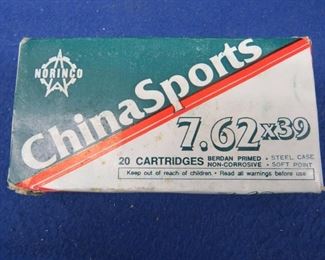 NORINCO
ChinaSports
7.62x39
20 CARTRIDGES BERDAN PRIMED • STEEL CASE
NON-CORROSIVE • SOFT POINT
Keep out of reach of children. • Read all warnings before use